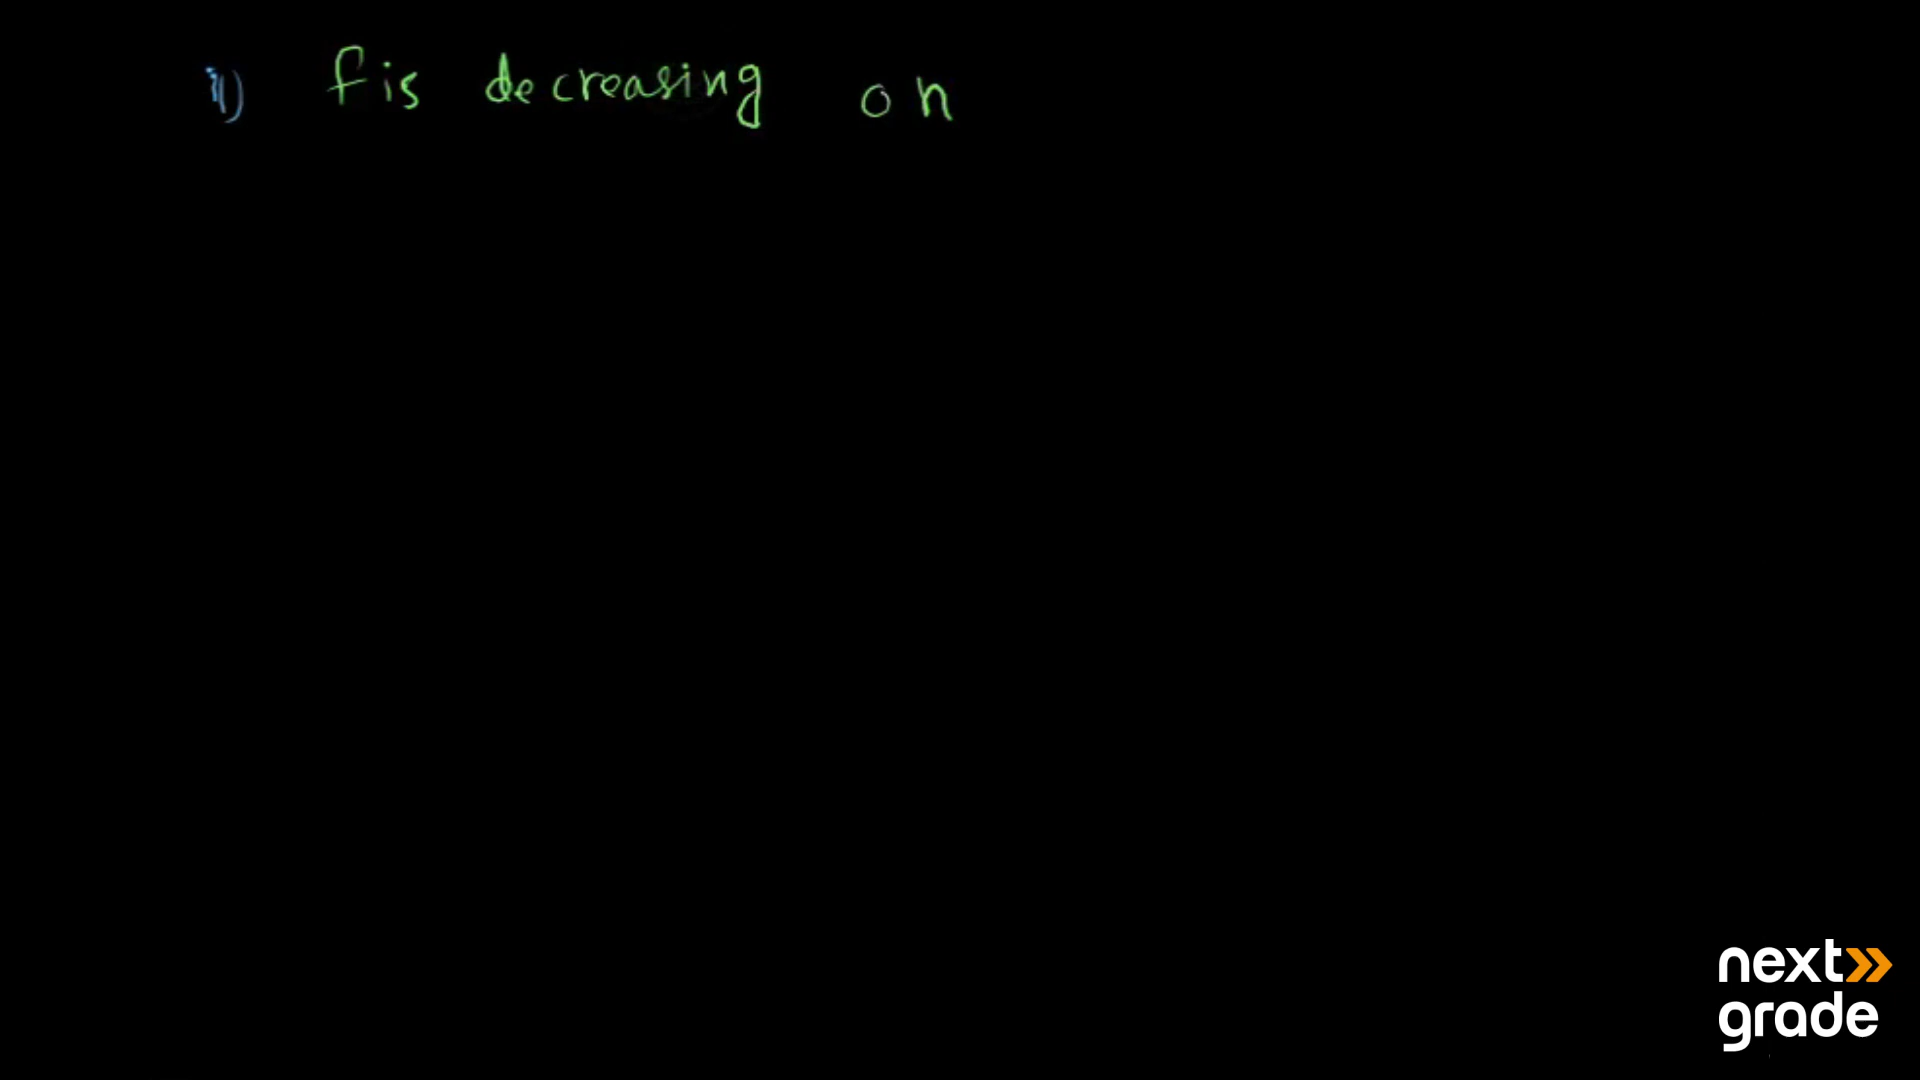 ii) f is decreasing on
next
grade